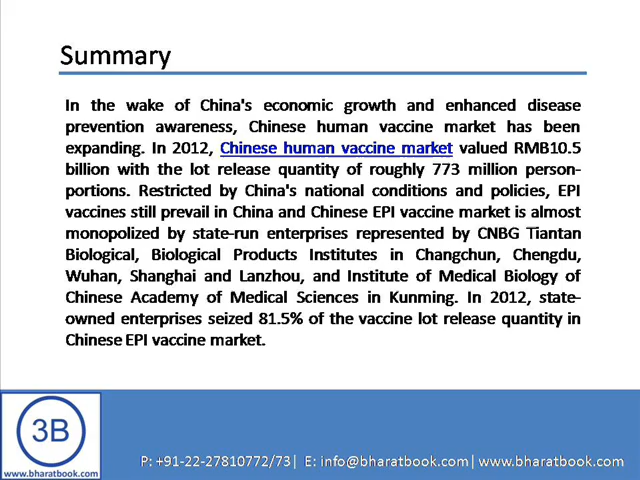 Summary
In the wake of China's economic growth and enhanced disease
prevention awareness, Chinese human vaccine market has been
expanding. In 2012, Chinese human vaccine market valued RMB10.5
billion with the lot release quantity of roughly 773 million person-
portions. Restricted by China's national conditions and policies, EPI
vaccines still prevail in China and Chinese EPI vaccine market is almost
monopolized by state-run enterprises represented by CNBG Tiantan
Biological, Biological Products Institutes in Changchun, Chengdu,
Wuhan, Shanghai and Lanzhou, and Institute of Medical Biology of
Chinese Academy of Medical Sciences in Kunming. In 2012, state-
owned enterprises seized 81.5% of the vaccine lot release quantity in
Chinese EPI vaccine market.
3B
www.bharatbook.com
P: +91-22-27810772/73| E: info@bharatbook.com| www.bharatbook.com